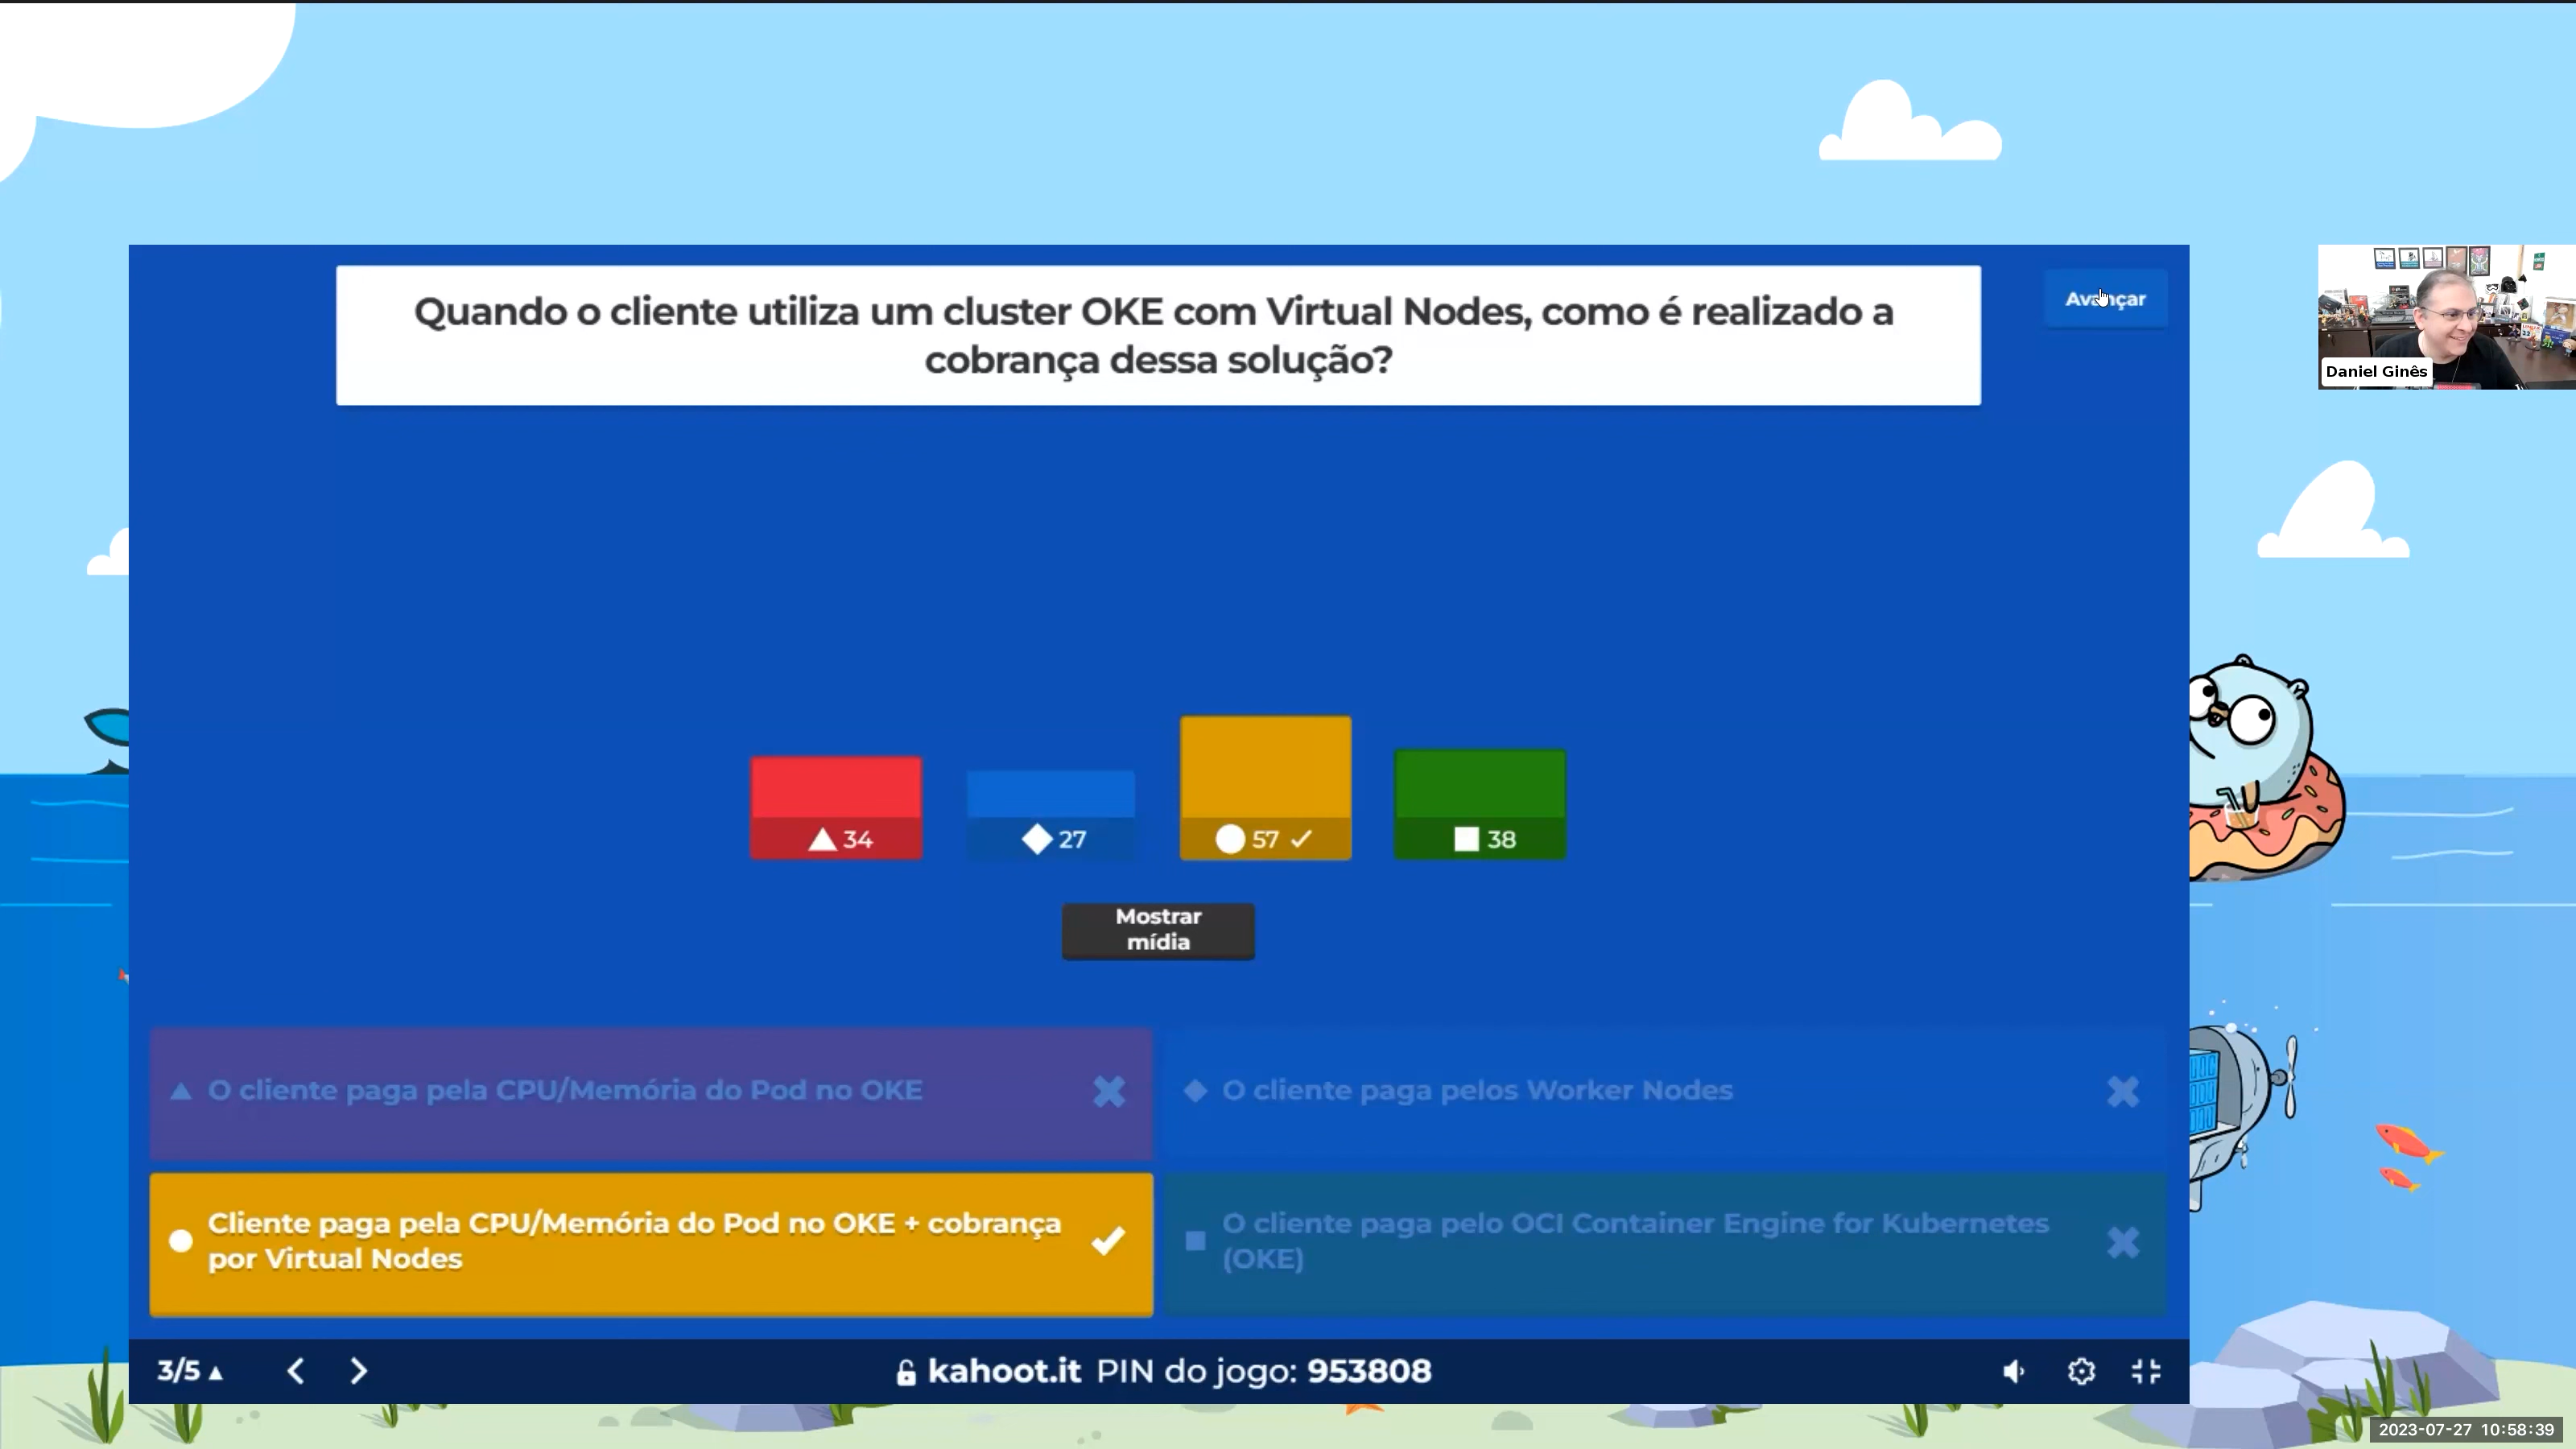 Quando o cliente utiliza um cluster OKE com Virtual Nodes, como é realizado a
cobrança dessa solução?
Avançar
Daniel Ginês
34
27
57
38
Mostrar
mídia
O cliente paga pela CPU/Memória do Pod no OKE
O cliente paga pelos Worker Nodes
Cliente paga pela CPU/Memória do Pod no OKE + cobrança
por Virtual Nodes
O cliente paga pelo OCI Container Engine for Kubernetes
(OKE)
3/5
kahoot.it PIN do jogo: 953808
2023-07-27 10:58:39